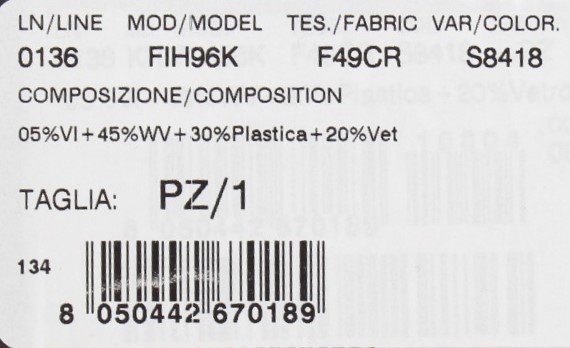 LN/LINE MOD/MODEL TES./FABRIC VAR/COLOR.
0136 FIH96K F49CR S8418
COMPOSIZIONE/COMPOSITION
05%VI+45%WV+30%Plastica+20%Vet
TAGLIA: PZ/1
134
8 050442 670189